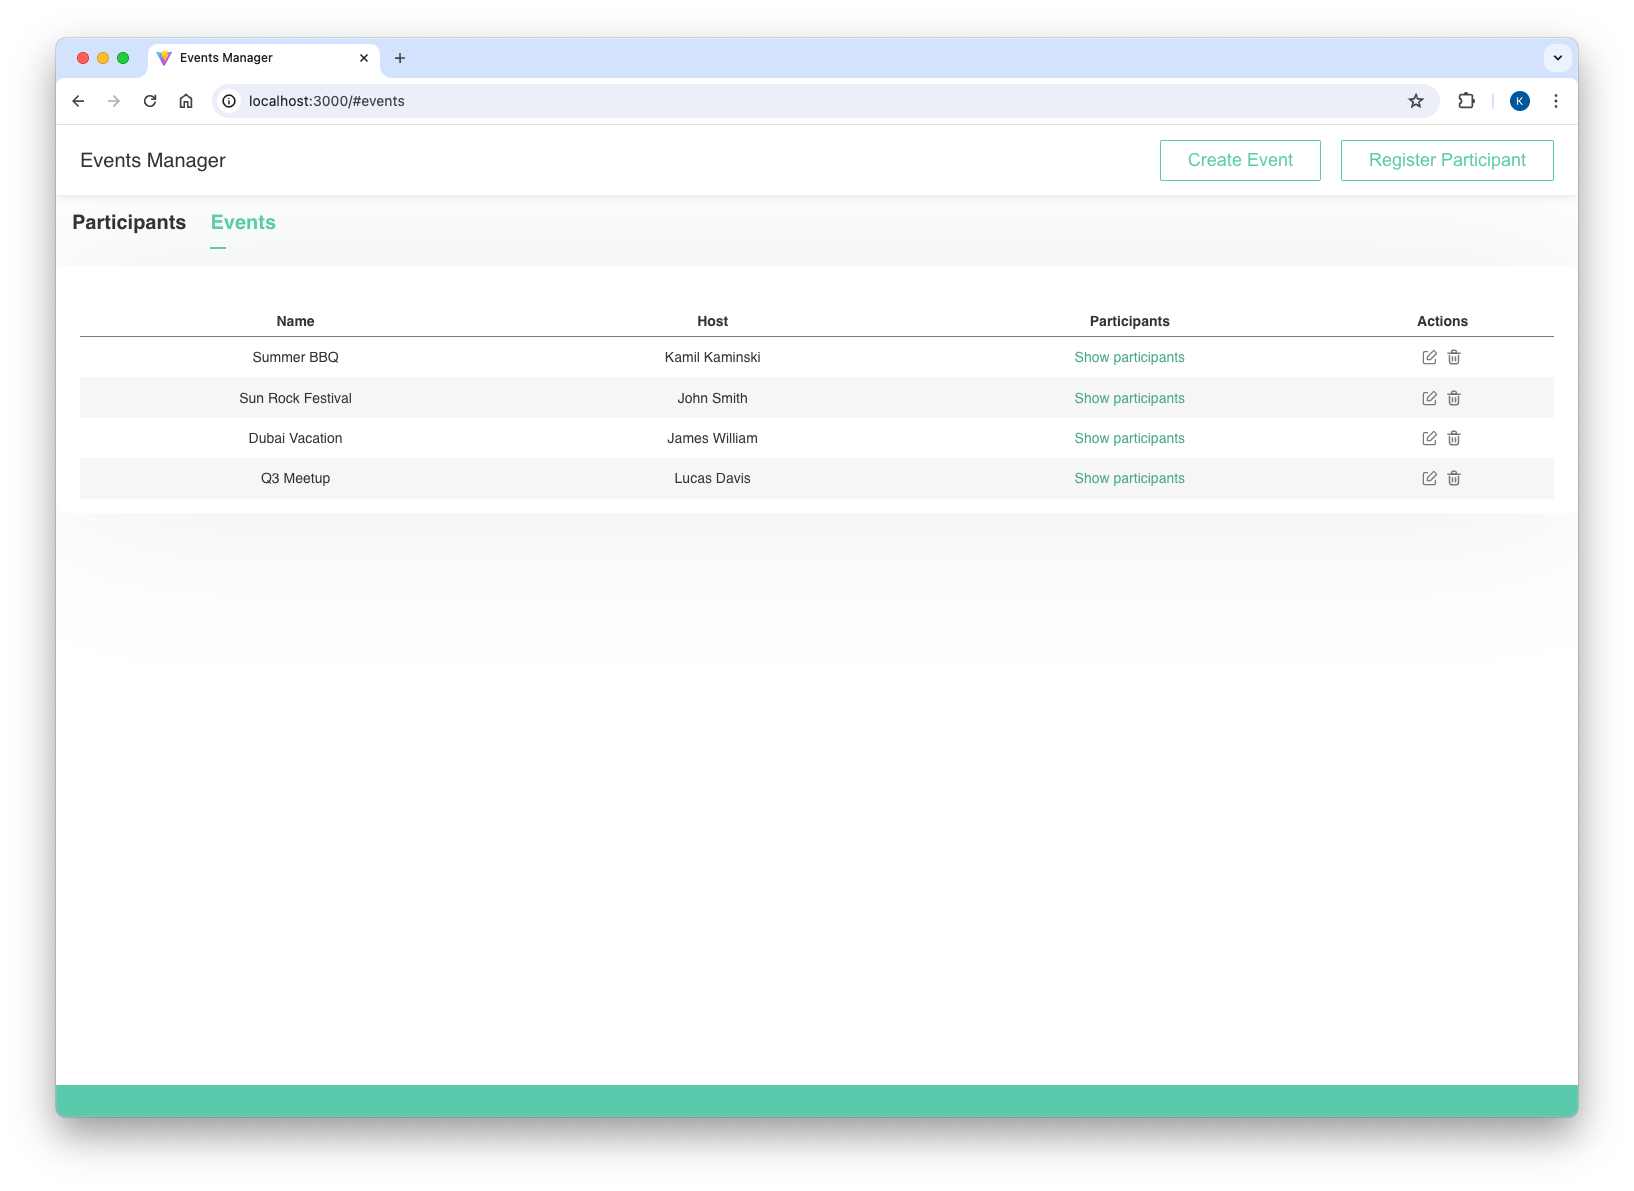 Events Manager
localhost:3000/#events
K
Events Manager
Create Event
Register Participant
Participants Events
Name Host Participants Actions
Summer BBQ Kamil Kaminski Show participants
Sun Rock Festival John Smith Show participants
Dubai Vacation James William Show participants
Q3 Meetup Lucas Davis Show participants